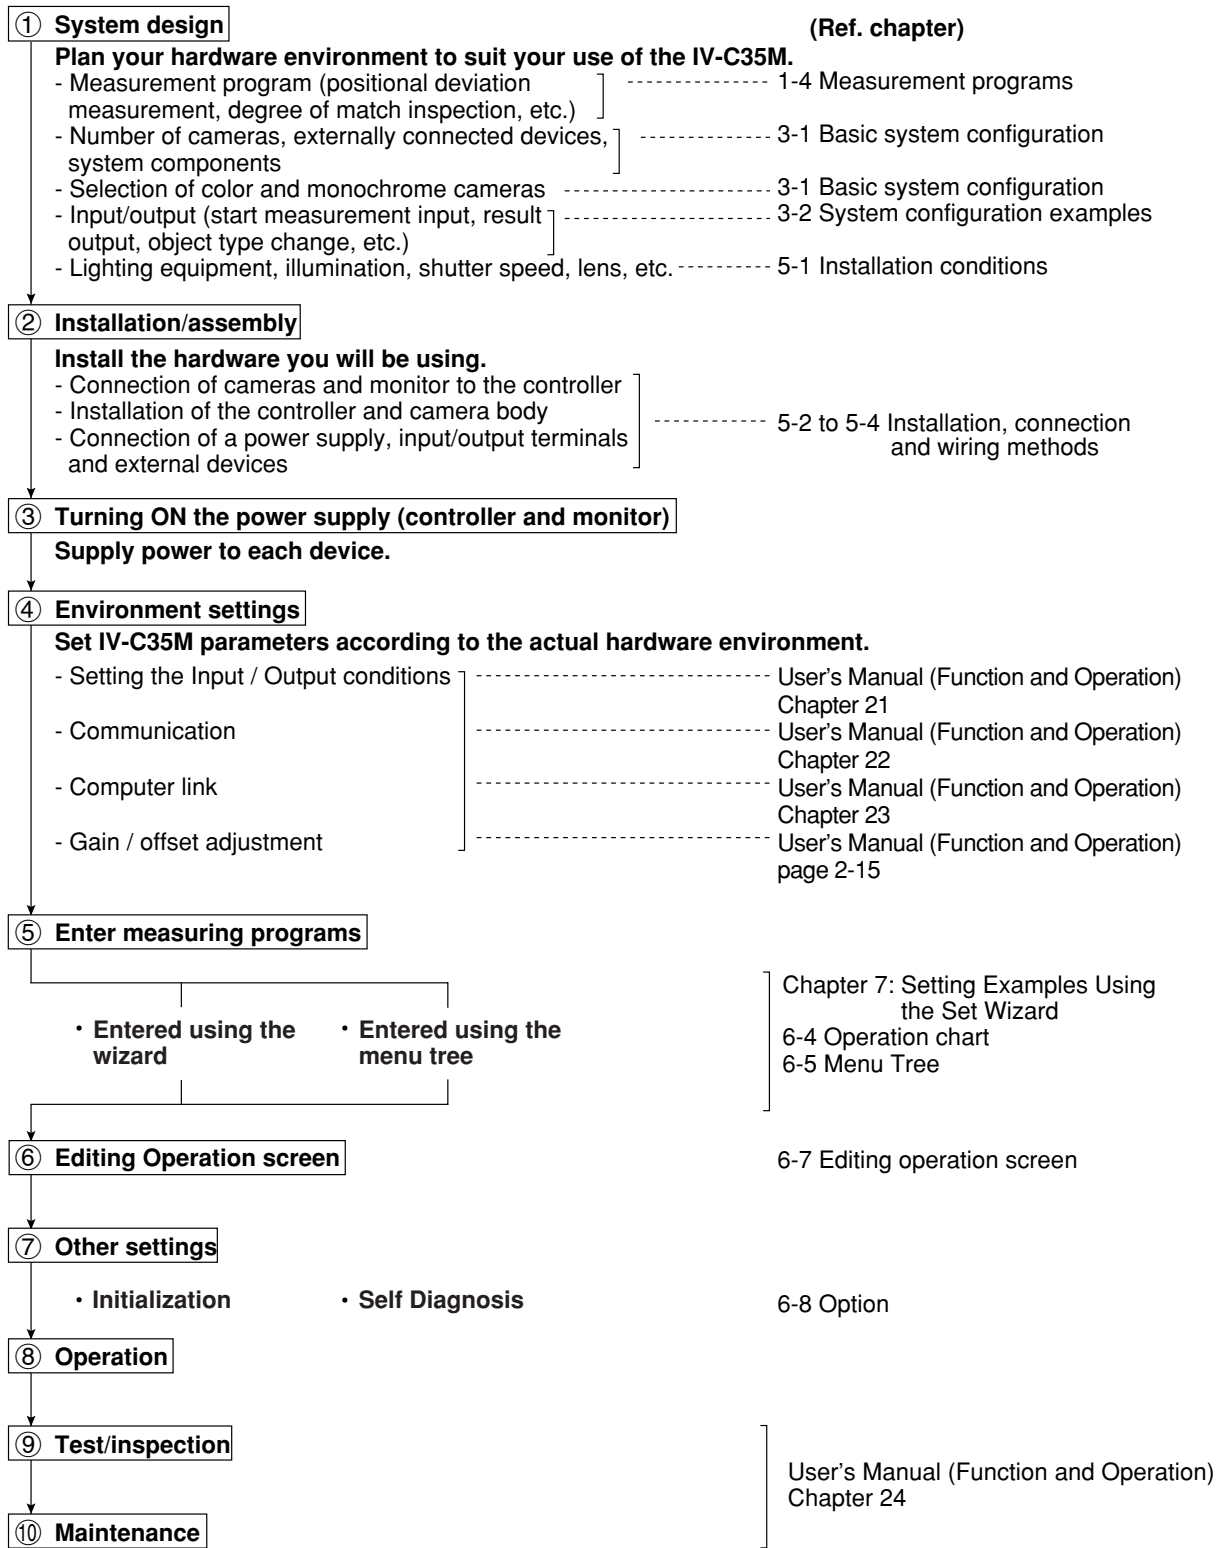 ① System design (Ref. chapter)
Plan your hardware environment to suit your use of the IV-C35M.
- Measurement program (positional deviation measurement, degree of match inspection, etc.) 1-4 Measurement programs
- Number of cameras, externally connected devices, system components 3-1 Basic system configuration
- Selection of color and monochrome cameras 3-1 Basic system configuration
- Input/output (start measurement input, result output, object type change, etc.) 3-2 System configuration examples
- Lighting equipment, illumination, shutter speed, lens, etc. 5-1 Installation conditions
② Installation/assembly
Install the hardware you will be using.
- Connection of cameras and monitor to the controller
- Installation of the controller and camera body
- Connection of a power supply, input/output terminals and external devices
5-2 to 5-4 Installation, connection and wiring methods
③ Turning ON the power supply (controller and monitor)
Supply power to each device.
④ Environment settings
Set IV-C35M parameters according to the actual hardware environment.
- Setting the Input / Output conditions User's Manual (Function and Operation) Chapter 21
- Communication User's Manual (Function and Operation) Chapter 22
- Computer link User's Manual (Function and Operation) Chapter 23
- Gain / offset adjustment User's Manual (Function and Operation) page 2-15
⑤ Enter measuring programs
・Entered using the wizard
・Entered using the menu tree
Chapter 7: Setting Examples Using the Set Wizard
6-4 Operation chart
6-5 Menu Tree
⑥ Editing Operation screen 6-7 Editing operation screen
⑦ Other settings
・Initialization ・Self Diagnosis 6-8 Option
⑧ Operation
⑨ Test/inspection
User's Manual (Function and Operation)
Chapter 24
⑩ Maintenance